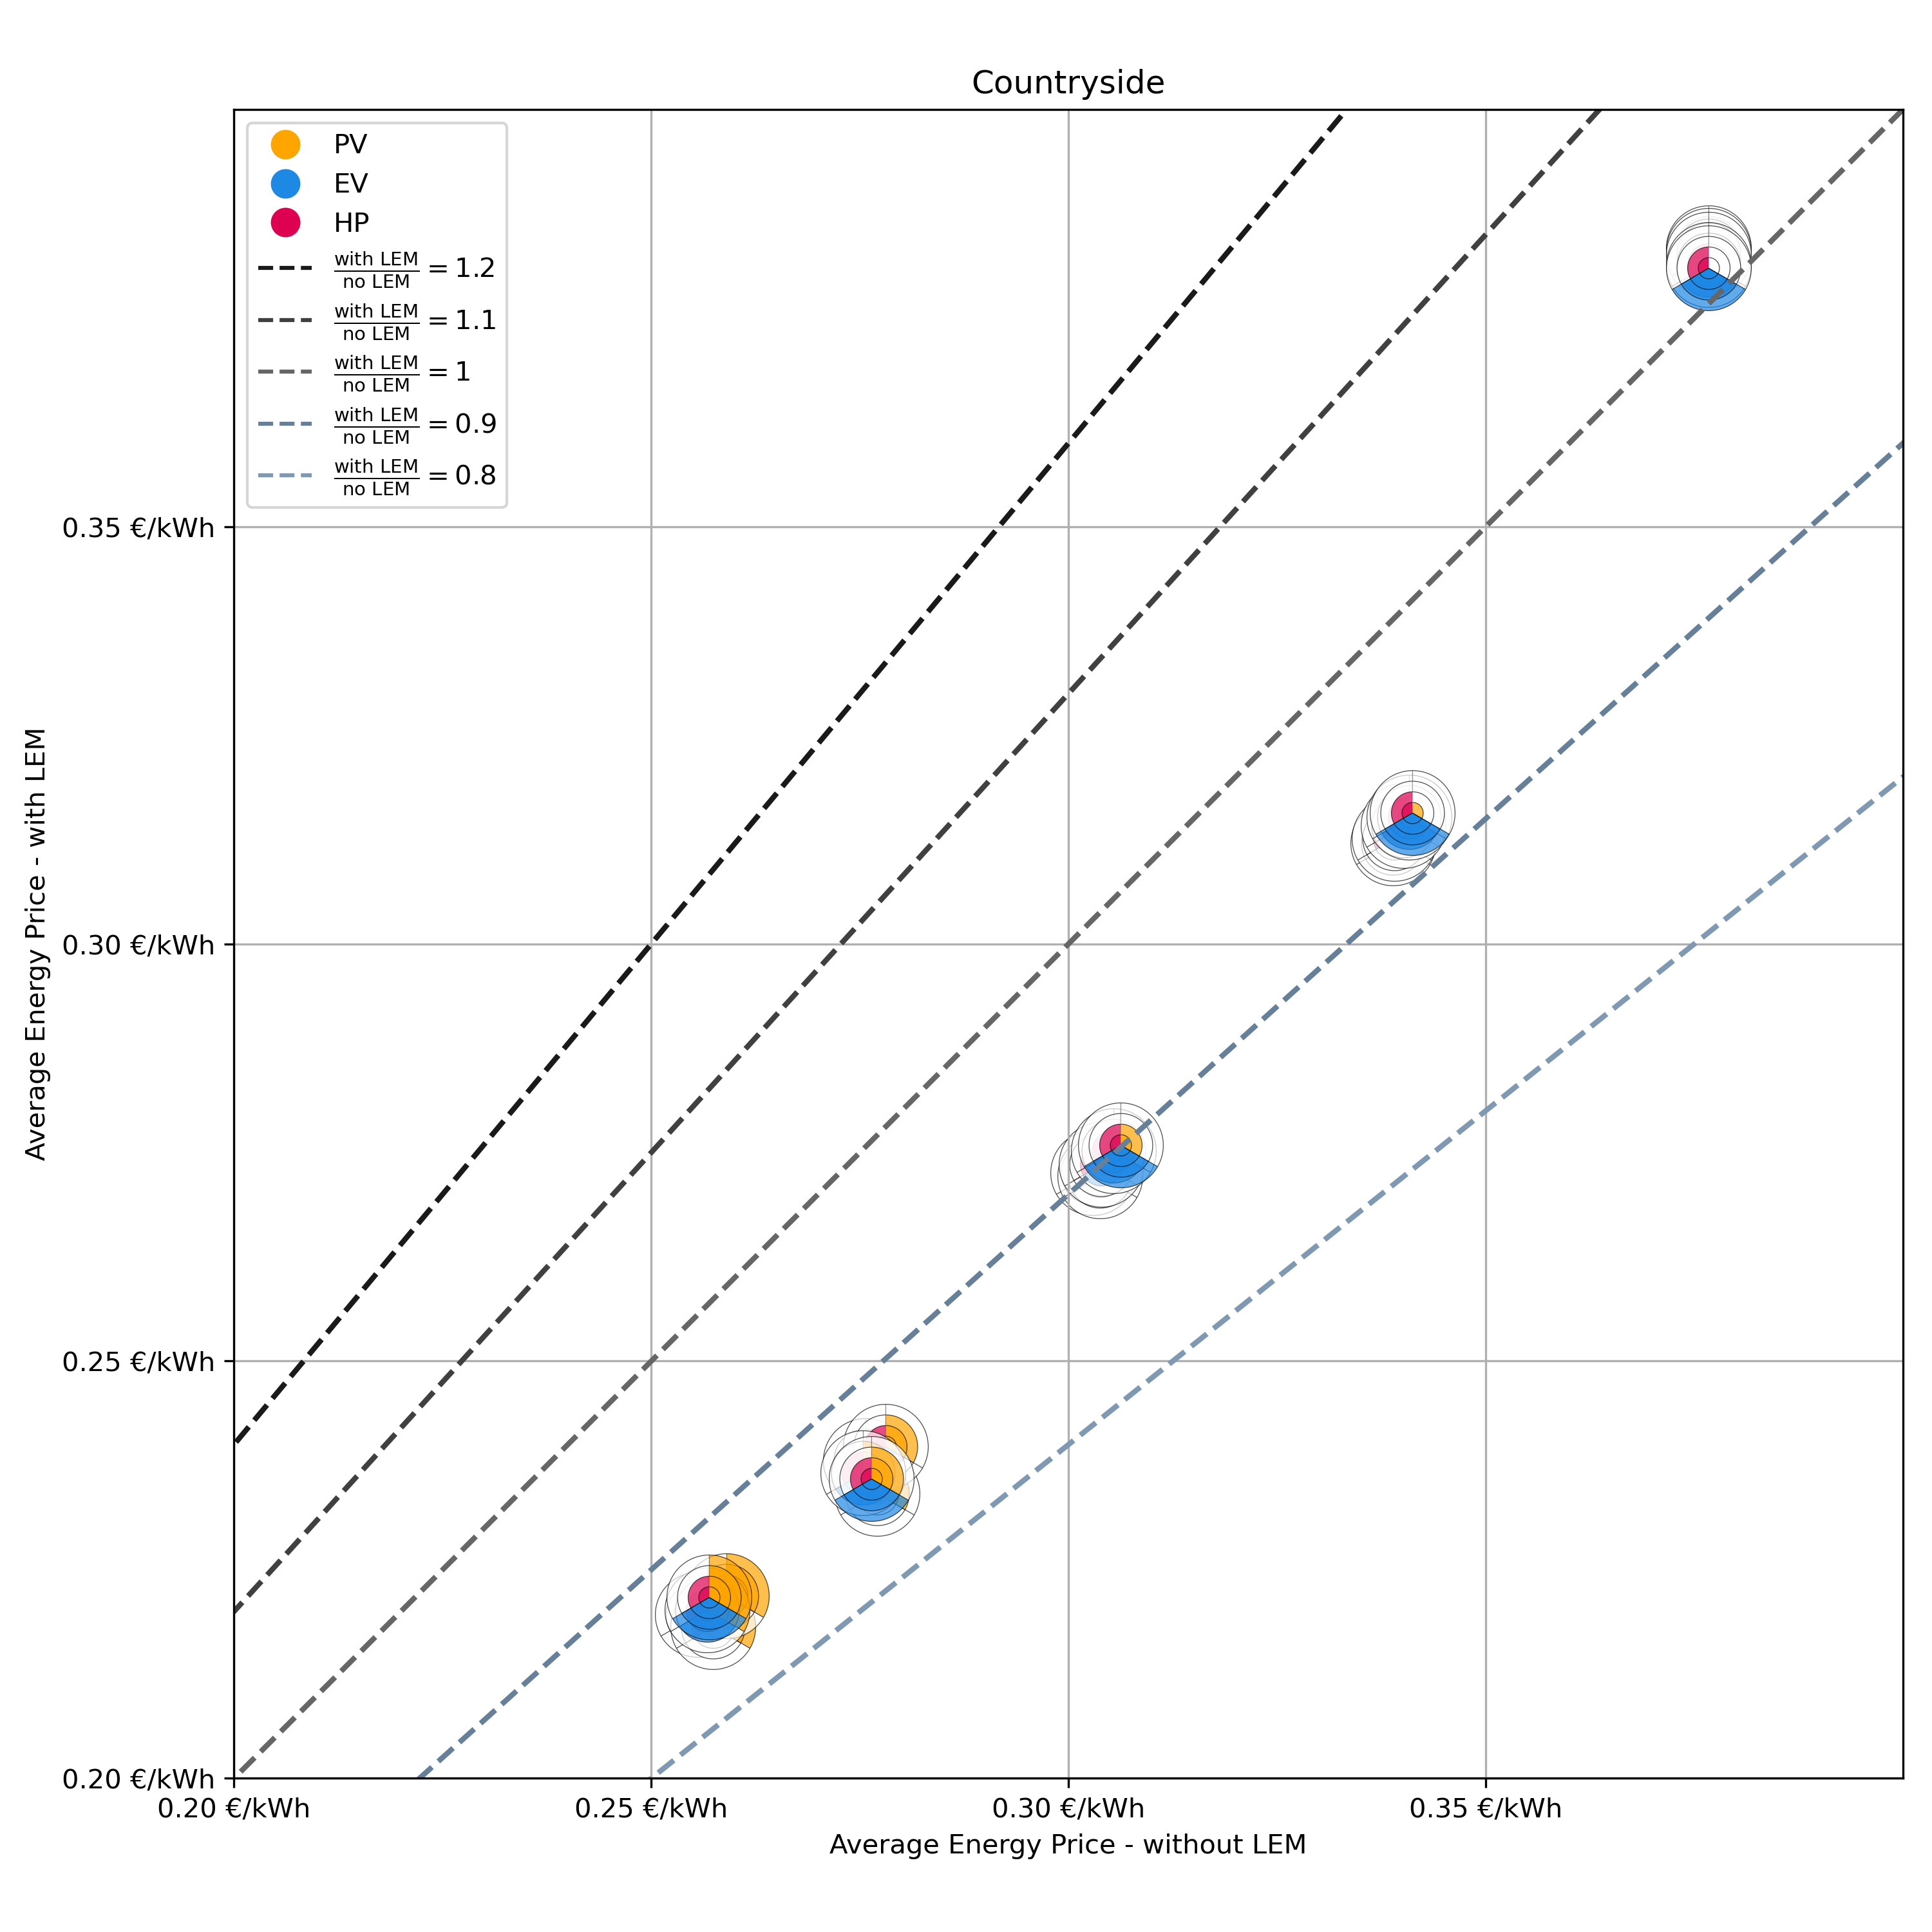 Countryside
PV
EV
HP
with LEM
no LEM = 1.2
with LEM
no LEM = 1.1
with LEM
no LEM = 1
with LEM
no LEM = 0.9
with LEM
no LEM = 0.8
Average Energy Price - with LEM
0.35 €/kWh
0.30 €/kWh
0.25 €/kWh
0.20 €/kWh
0.20 €/kWh 0.25 €/kWh 0.30 €/kWh 0.35 €/kWh
Average Energy Price - without LEM